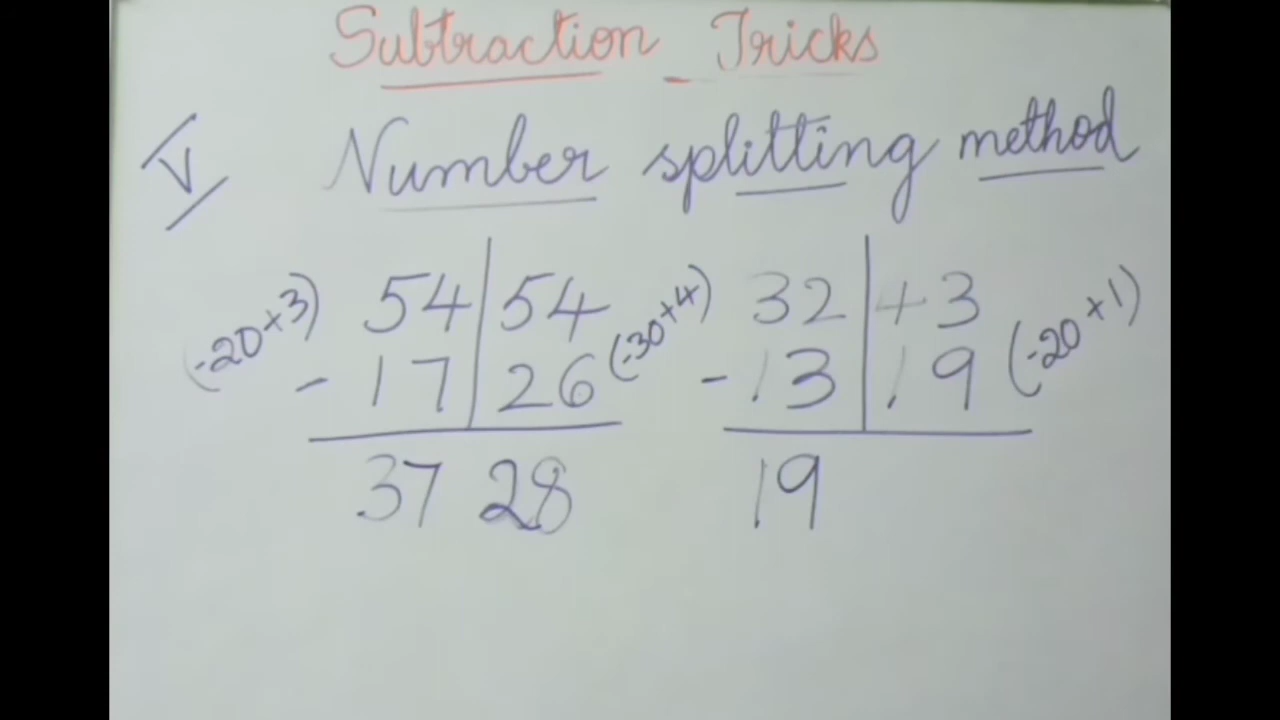 Subtraction - Tricks
V Number splitting method
(-20+3) 54 | 54 (-30+4) 32 | 43 (-20+1)
- 17 | 26 - 13 | 19
37 28 19